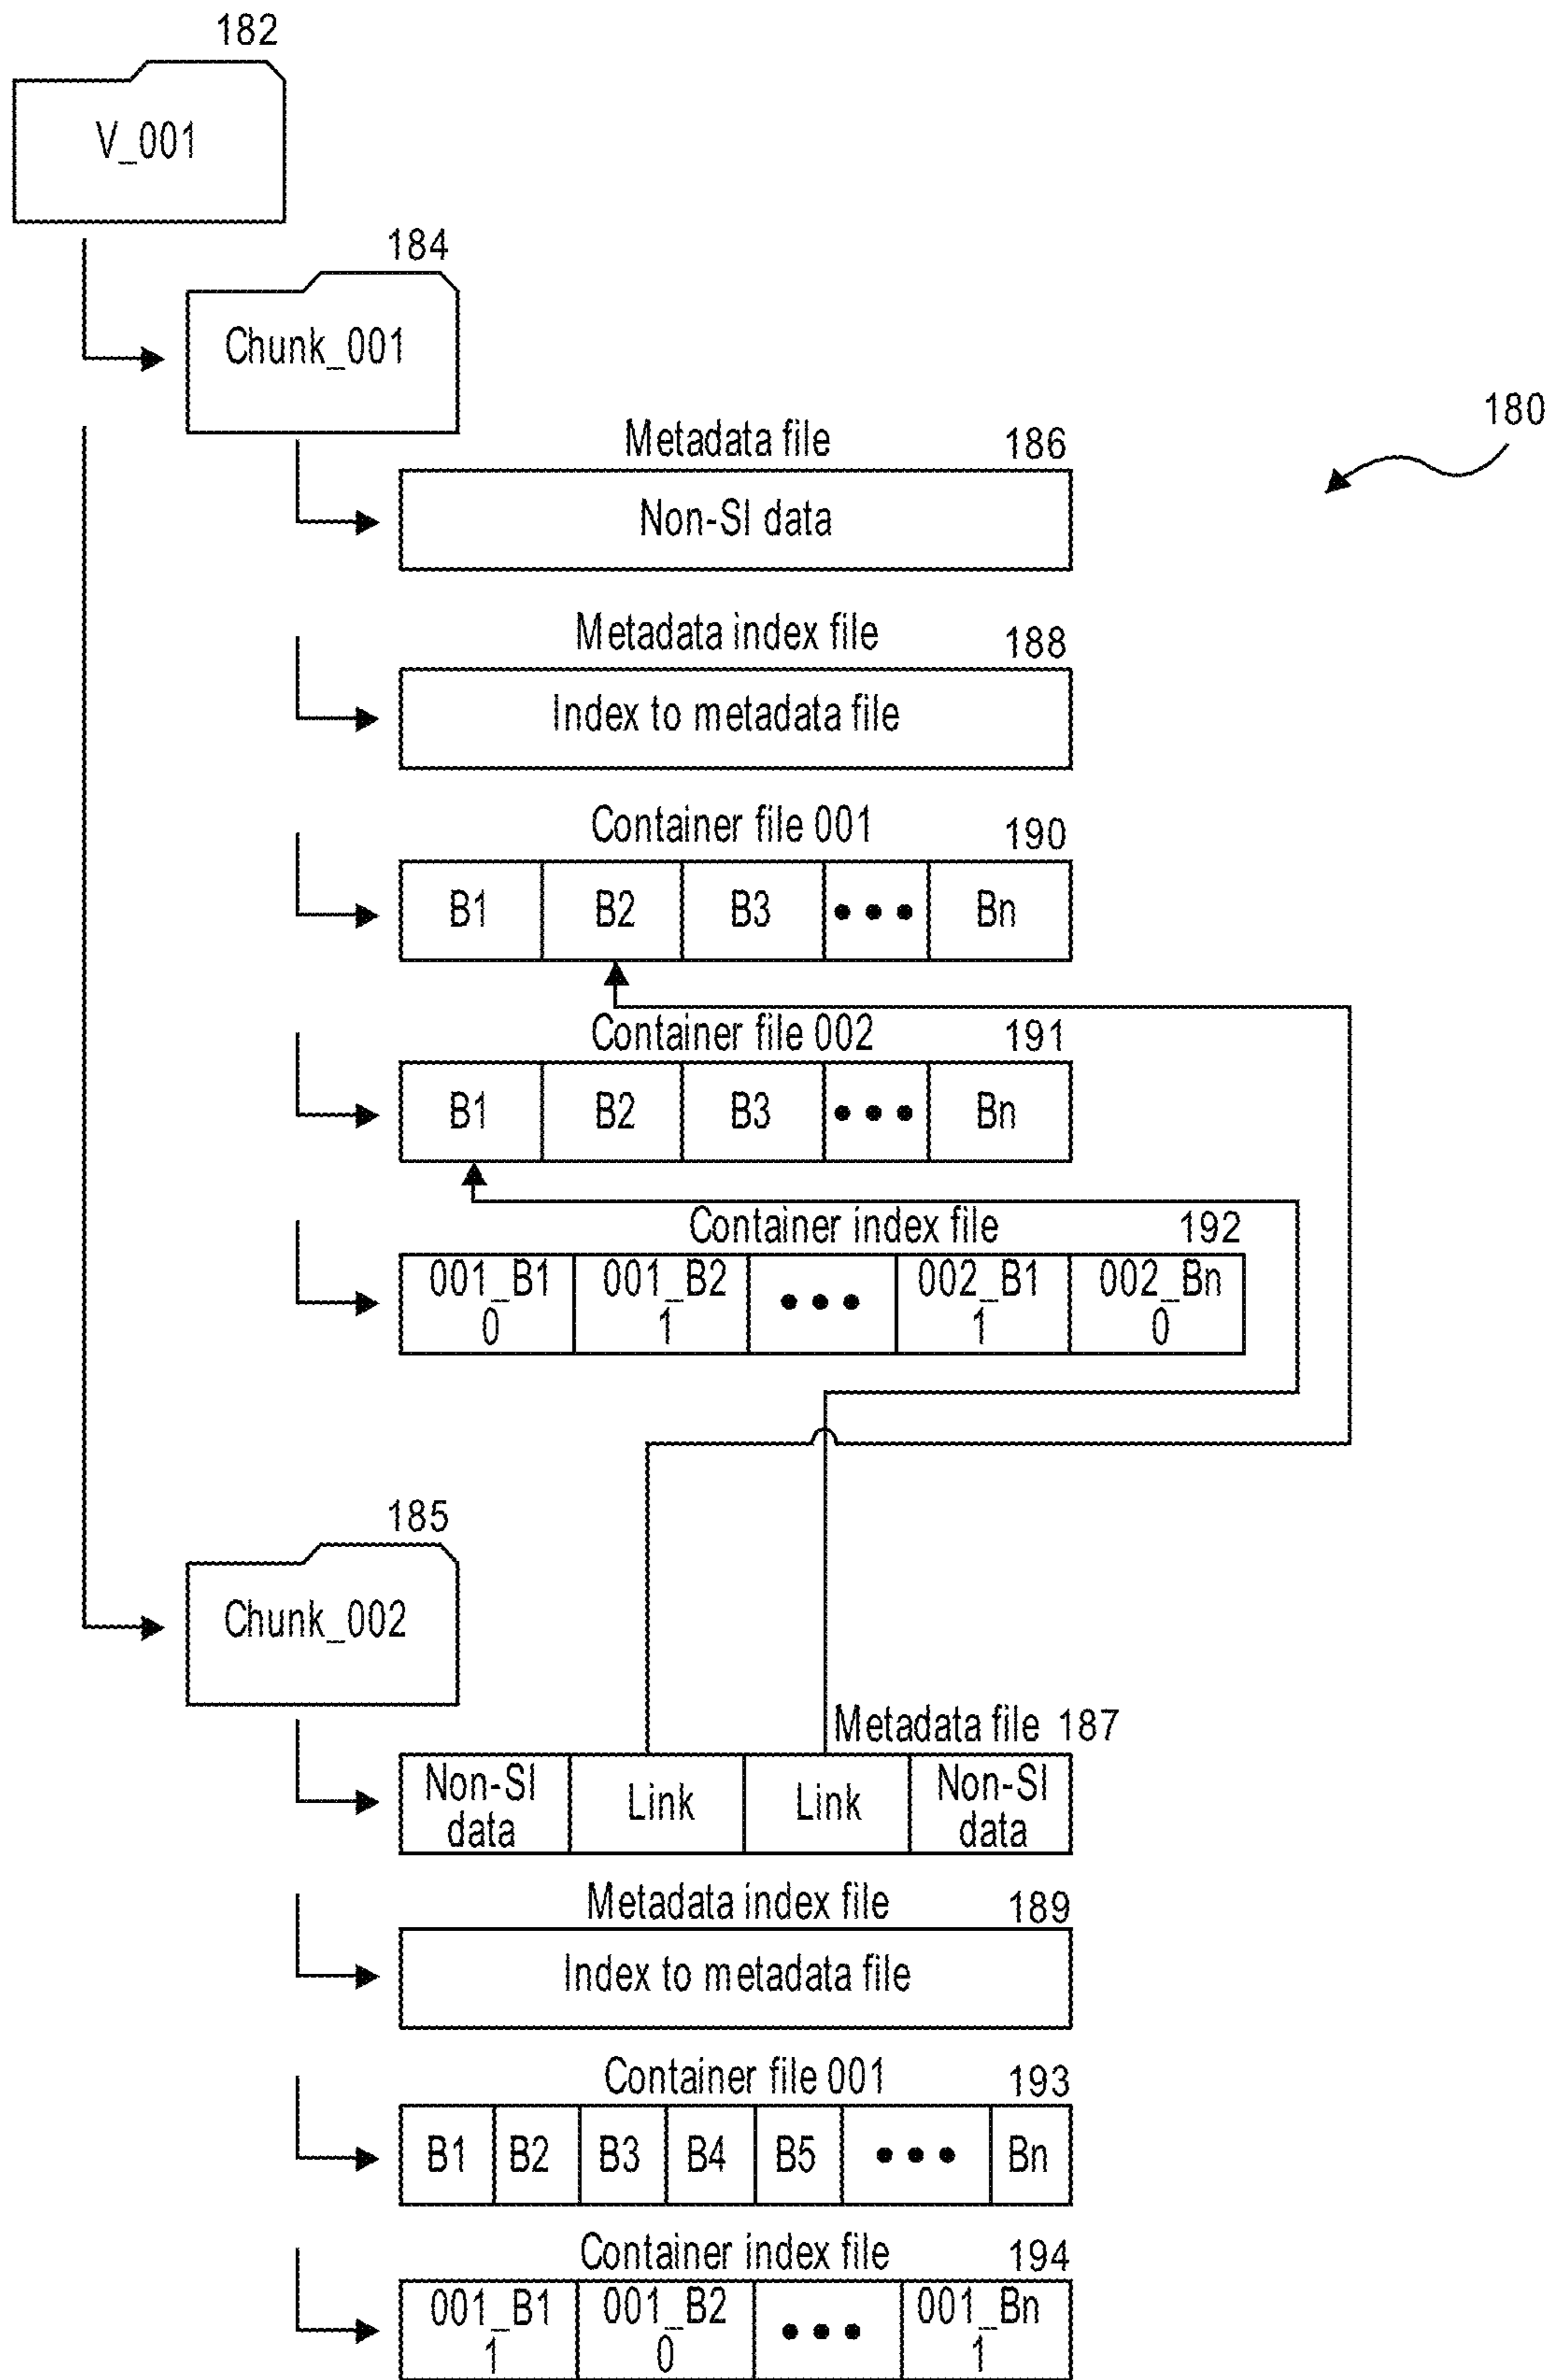 182
V_001
184
Chunk_001
180
Metadata file 186
Non-SI data
Metadata index file 188
Index to metadata file
Container file 001 190
B1 B2 B3 ••• Bn
Container file 002 191
B1 B2 B3 ••• Bn
Container index file 192
001_B1 001_B2 ••• 002_B1 002_Bn
0 1 1 0
185
Chunk_002
Metadata file 187
Non-SI Link Link Non-SI
data data
Metadata index file 189
Index to metadata file
Container file 001 193
B1 B2 B3 B4 B5 ••• Bn
Container index file 194
001_B1 001_B2 ••• 001_Bn
1 0 1